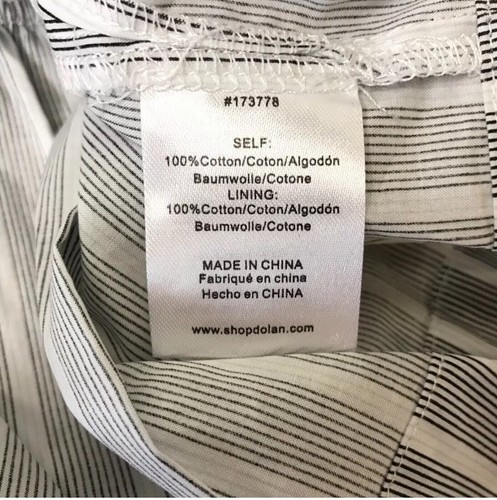 #173778
SELF:
100%Cotton/Coton/Algodón
Baumwolle/Cotone
LINING:
100%Cotton/Coton/Algodón
Baumwolle/Cotone
MADE IN CHINA
Fabriqué en china
Hecho en CHINA
www.shopdolan.com